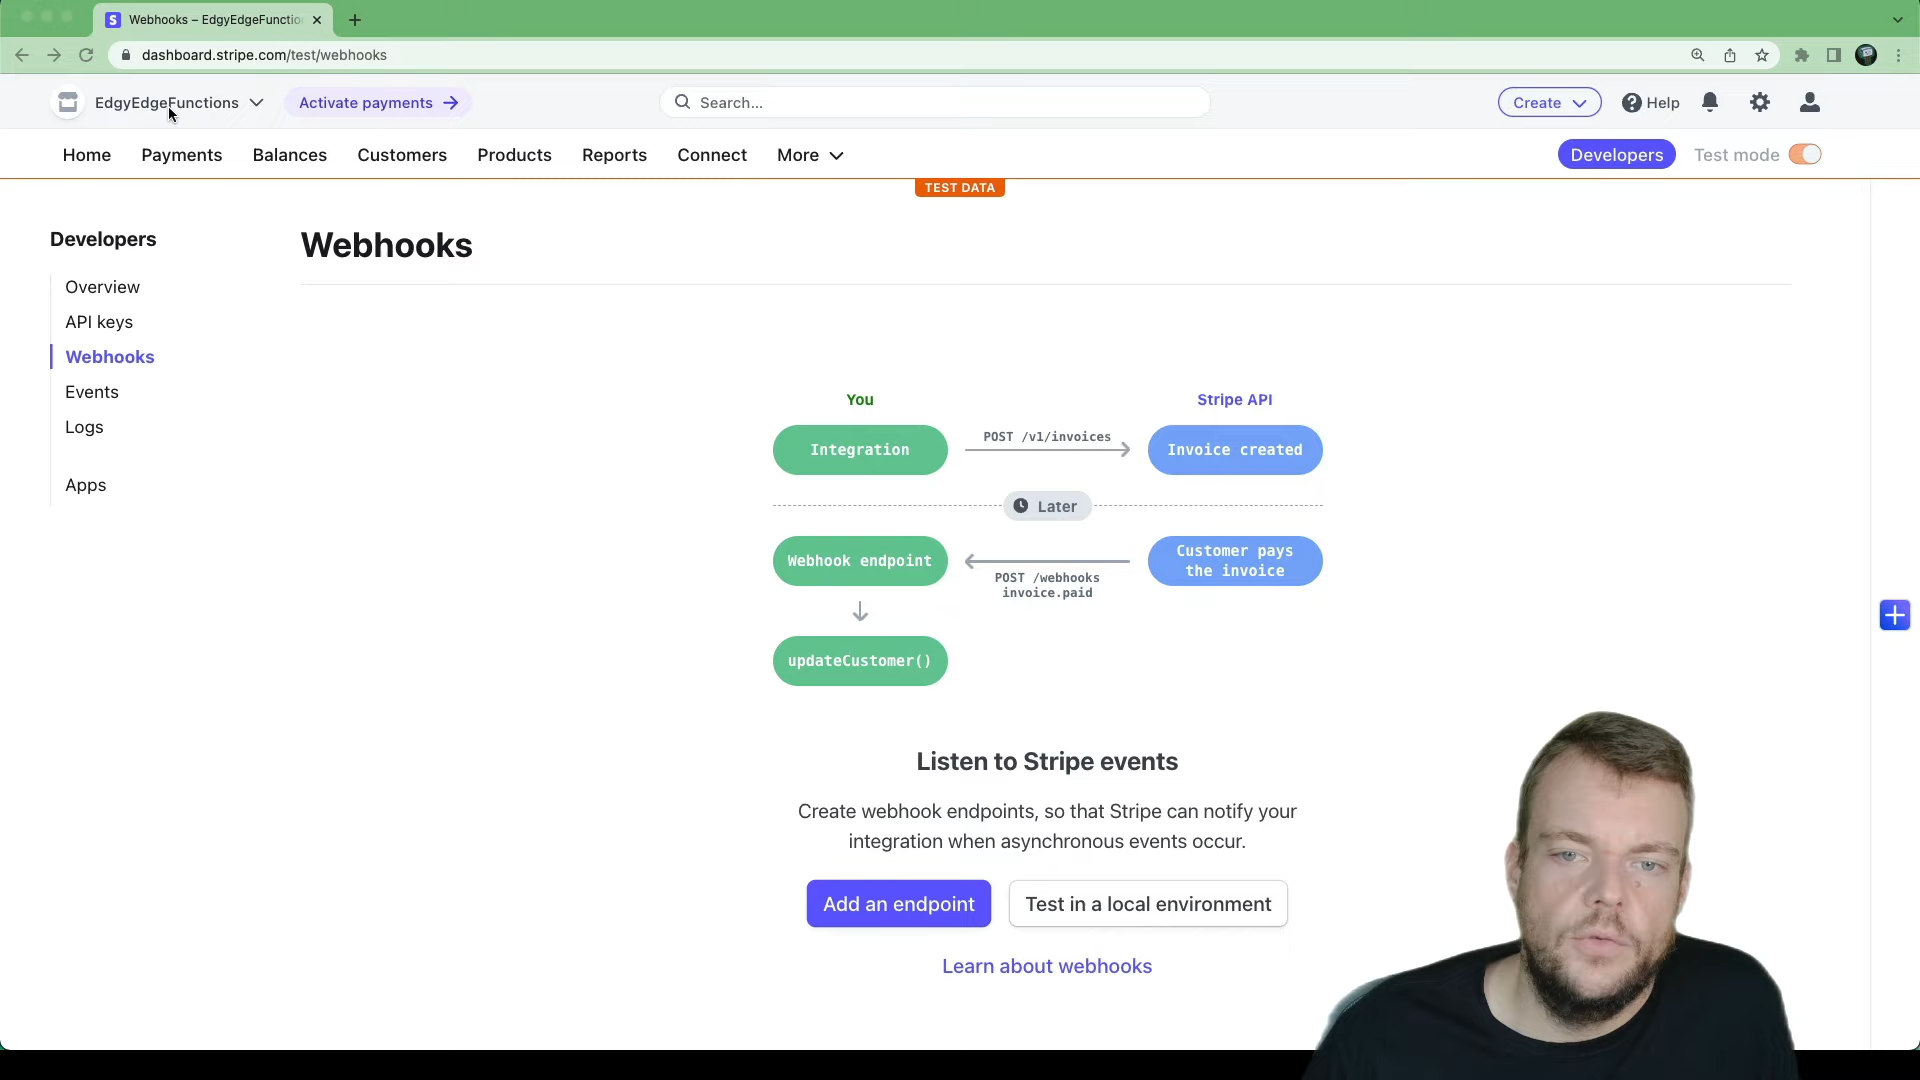 Webhooks – EdgyEdgeFunctio
dashboard.stripe.com/test/webhooks
EdgyEdgeFunctions
Activate payments
Search...
Create
Help
Home
Payments
Balances
Customers
Products
Reports
Connect
More
Developers
Test mode
TEST DATA
Developers
Overview
API keys
Webhooks
Events
Logs
Apps
Webhooks
You
Stripe API
Integration
POST /v1/invoices
Invoice created
Later
Webhook endpoint
POST /webhooks
invoice.paid
Customer pays
the invoice
updateCustomer()
Listen to Stripe events
Create webhook endpoints, so that Stripe can notify your
integration when asynchronous events occur.
Add an endpoint
Test in a local environment
Learn about webhooks